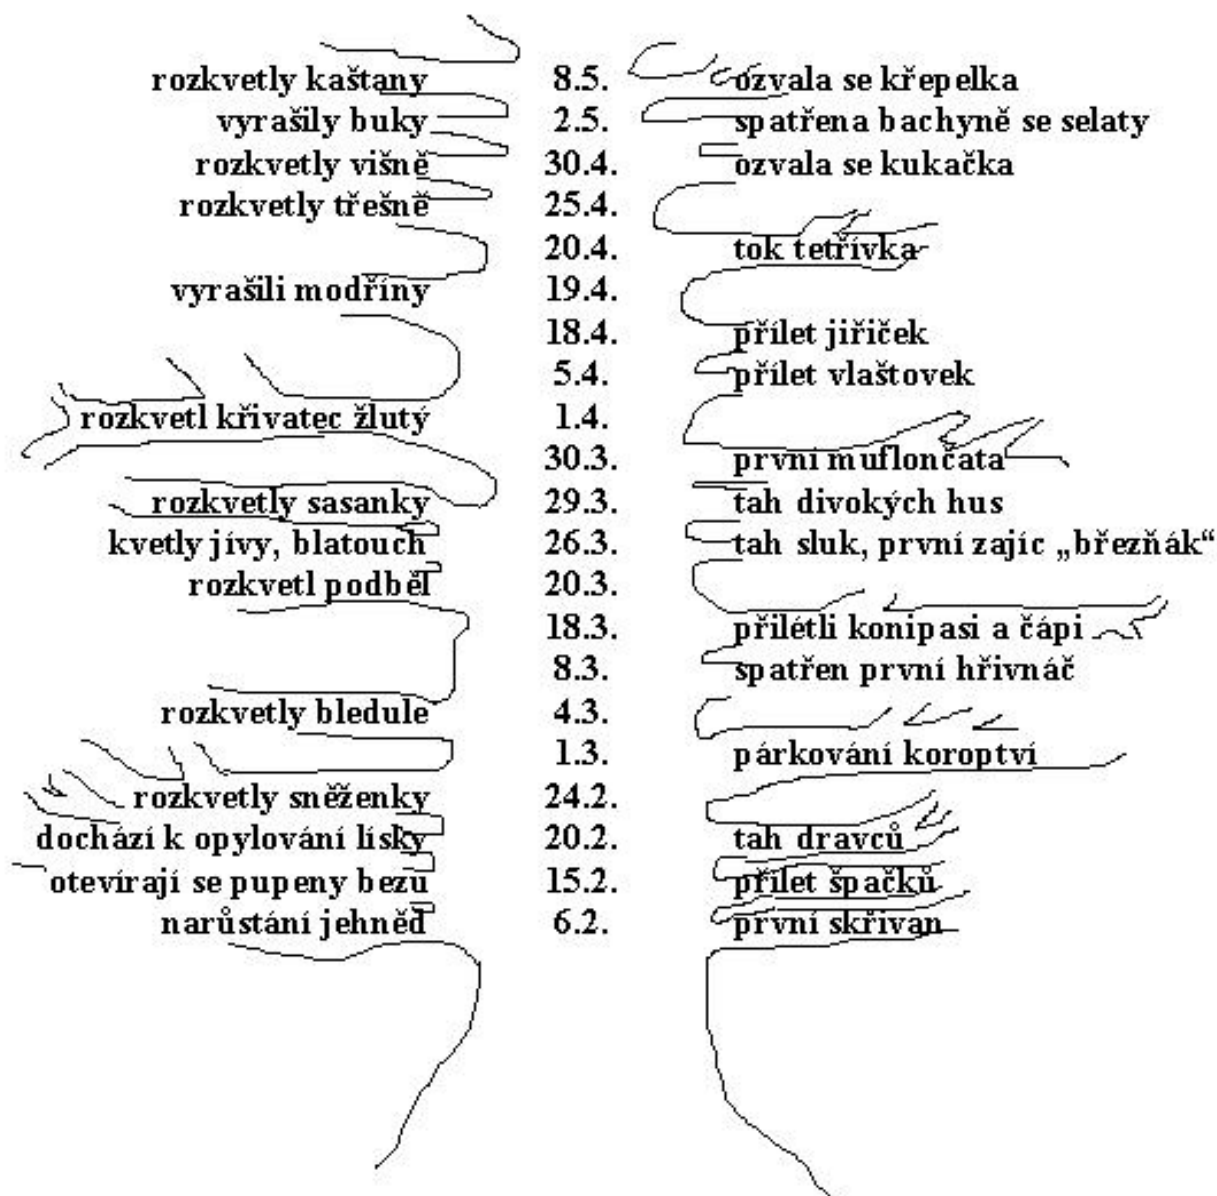 rozkvetly kaštany 8.5. ozvala se křepelka
vyrašily buky 2.5. spatřena bachyně se selaty
rozkvetly višně 30.4. ozvala se kukačka
rozkvetly třešně 25.4.
20.4. tok tetřívka
vyrašili modříny 19.4.
18.4. přílet jiřiček
5.4. přílet vlaštovek
rozkvetl křivatec žlutý 1.4.
30.3. první muflončata
rozkvetly sasanky 29.3. tah divokých hus
kvetly jívy, blatouch 26.3. tah sluk, první zajíc „březňák“
rozkvetl podběl 20.3.
18.3. přilétli konipasi a čápi
8.3. spatřen první hřivnáč
rozkvetly bledule 4.3.
1.3. párkování koroptví
rozkvetly sněženky 24.2.
dochází k opylování lísky 20.2. tah dravců
otevírají se pupeny bezu 15.2. přílet špačků
narůstání jehněd 6.2. první skřivan